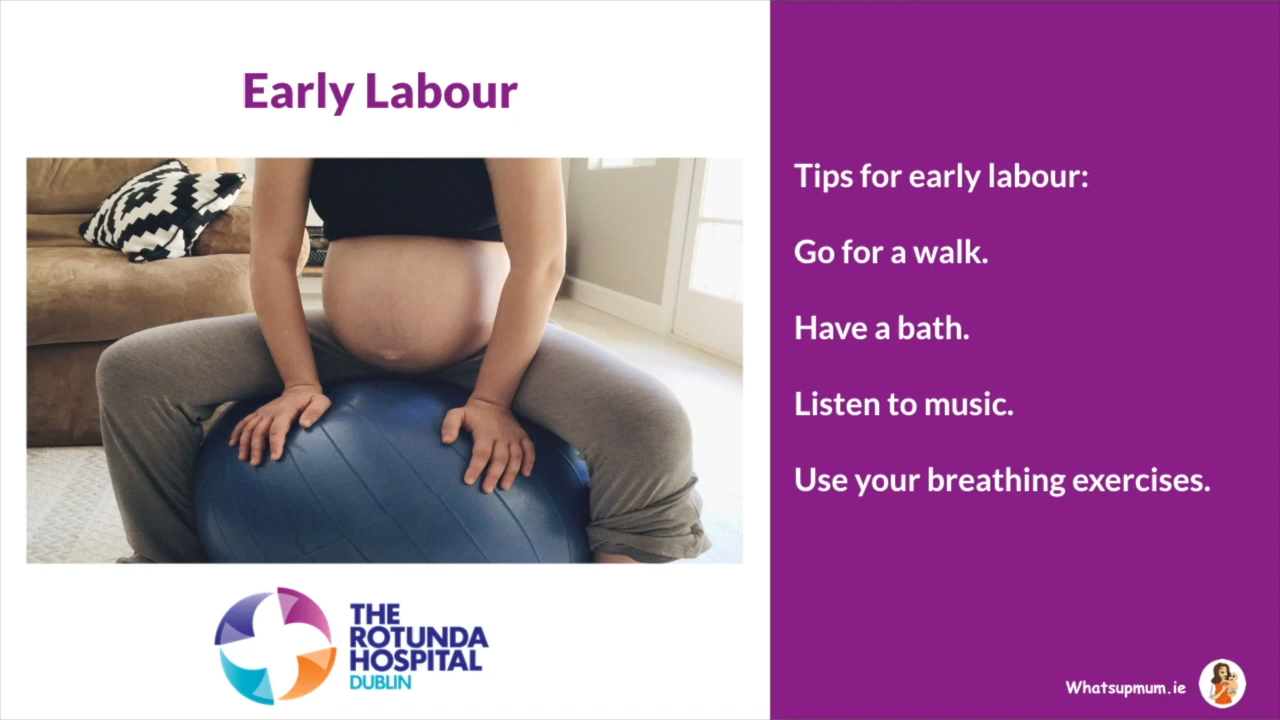 Early Labour
THE
ROTUNDA
HOSPITAL
DUBLIN
Tips for early labour:
Go for a walk.
Have a bath.
Listen to music.
Use your breathing exercises.
Whatsupmum.ie